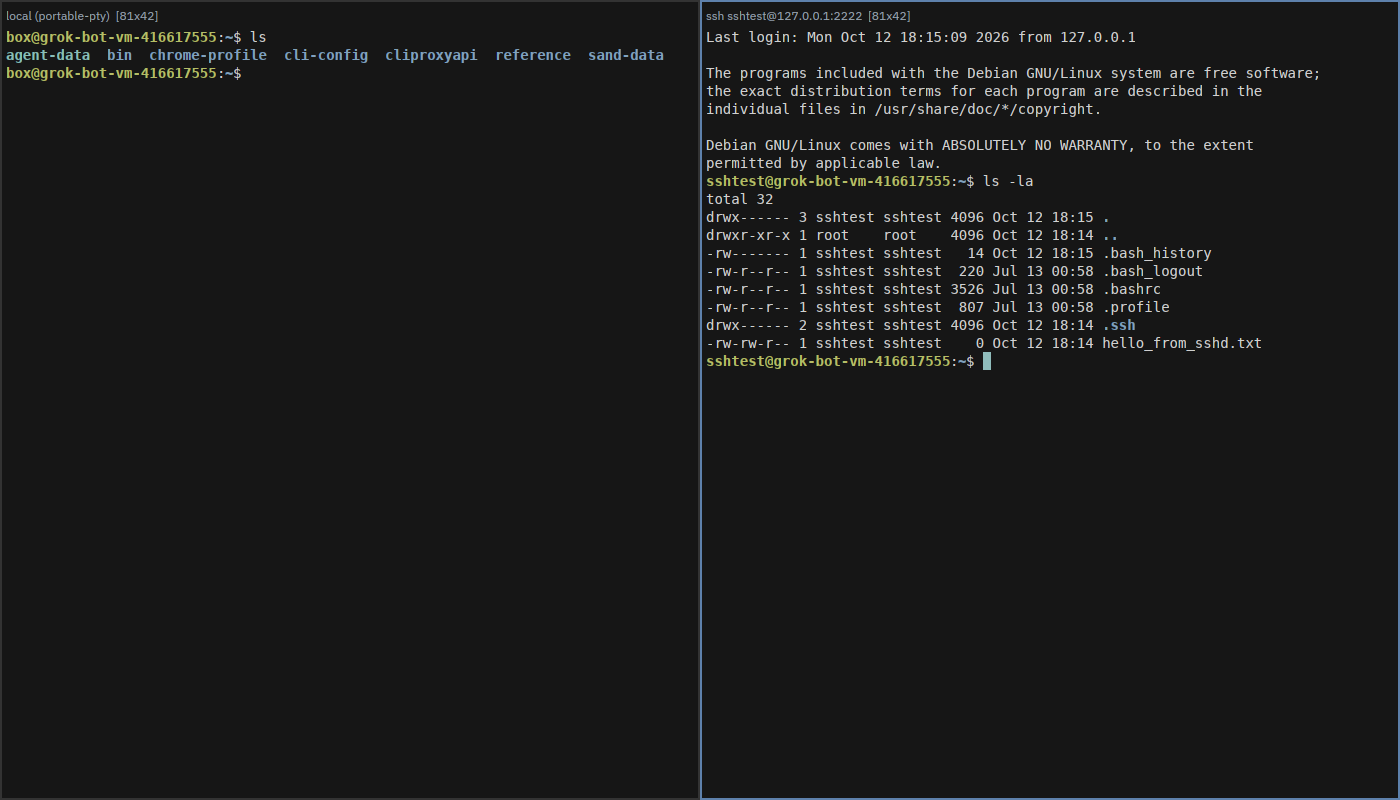 local (portable-pty) [81x42]
box@grok-bot-vm-416617555:~$ ls
agent-data  bin  chrome-profile  cli-config  cliproxyapi  reference  sand-data
box@grok-bot-vm-416617555:~$
ssh sshtest@127.0.0.1:2222 [81x42]
Last login: Mon Oct 12 18:15:09 2026 from 127.0.0.1
The programs included with the Debian GNU/Linux system are free software;
the exact distribution terms for each program are described in the
individual files in /usr/share/doc/*/copyright.
Debian GNU/Linux comes with ABSOLUTELY NO WARRANTY, to the extent
permitted by applicable law.
sshtest@grok-bot-vm-416617555:~$ ls -la
total 32
drwx------ 3 sshtest sshtest 4096 Oct 12 18:15 .
drwxr-xr-x 1 root    root    4096 Oct 12 18:14 ..
-rw------- 1 sshtest sshtest   14 Oct 12 18:15 .bash_history
-rw-r--r-- 1 sshtest sshtest  220 Jul 13 00:58 .bash_logout
-rw-r--r-- 1 sshtest sshtest 3526 Jul 13 00:58 .bashrc
-rw-r--r-- 1 sshtest sshtest  807 Jul 13 00:58 .profile
drwx------ 2 sshtest sshtest 4096 Oct 12 18:14 .ssh
-rw-rw-r-- 1 sshtest sshtest    0 Oct 12 18:14 hello_from_sshd.txt
sshtest@grok-bot-vm-416617555:~$